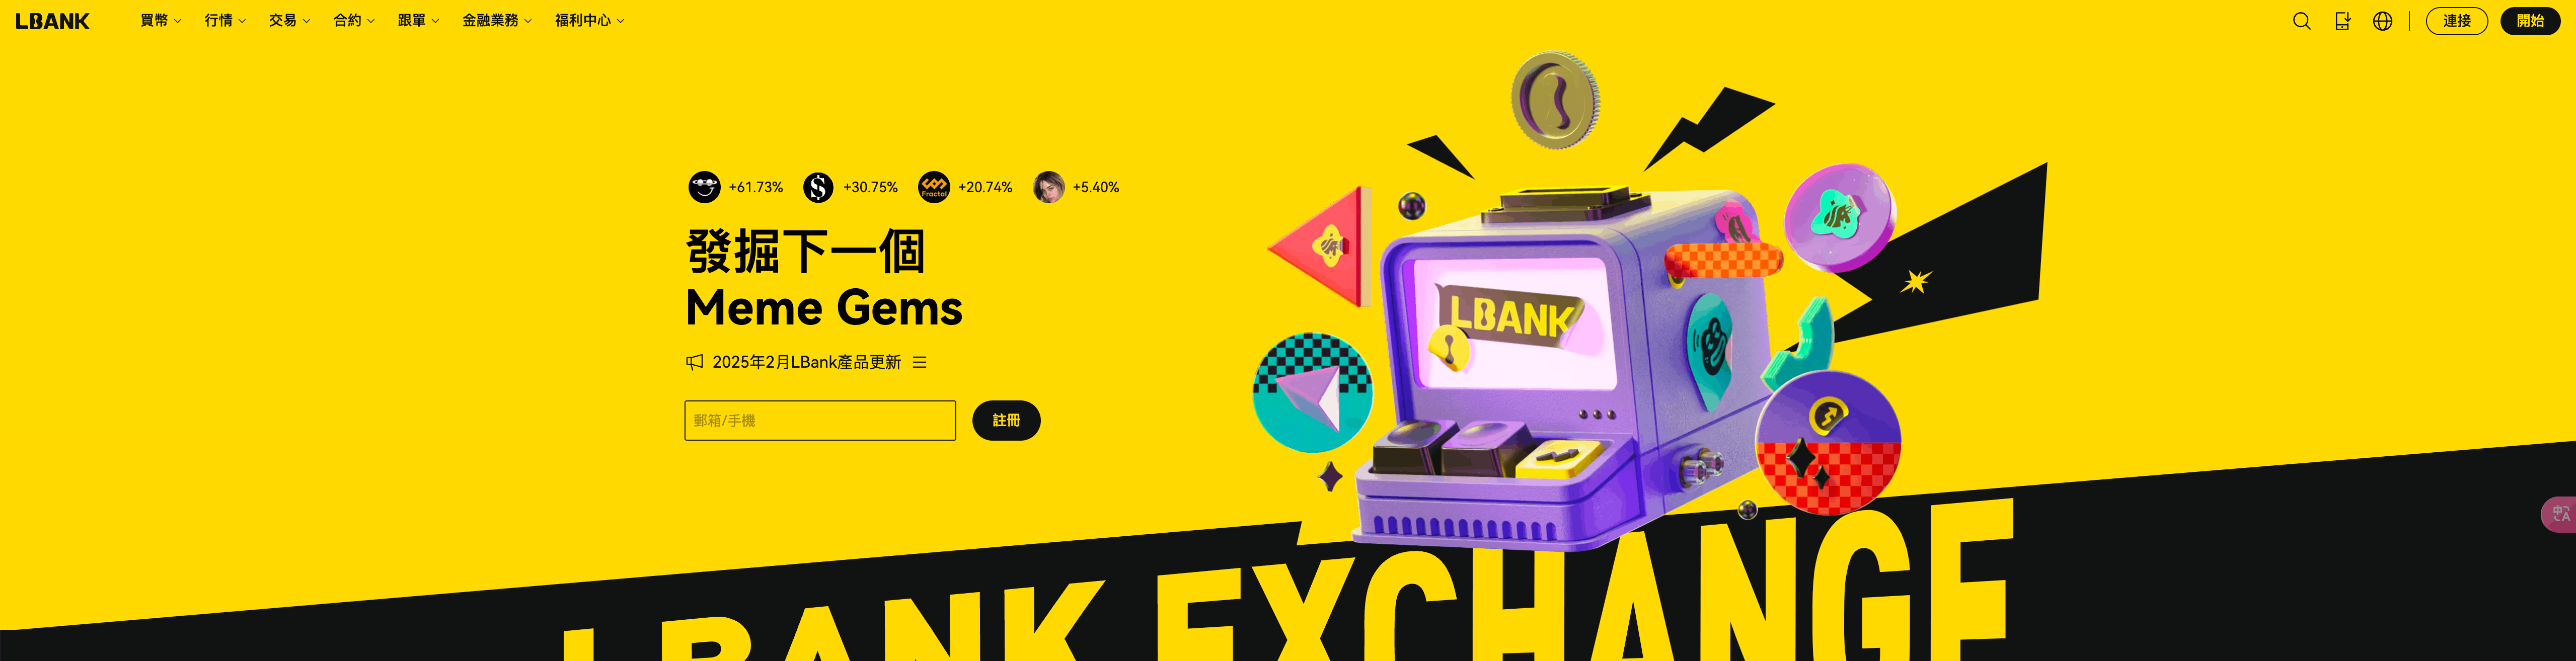 LBANK 買幣 行情 交易 合約 跟單 金融業務 福利中心 連接 開始
+61.73% $ +30.75% Fractal +20.74% +5.40%
發掘下一個
Meme Gems
2025年2月LBank產品更新
郵箱/手機 註冊
LBANK
LBANK EXCHANGE
中A